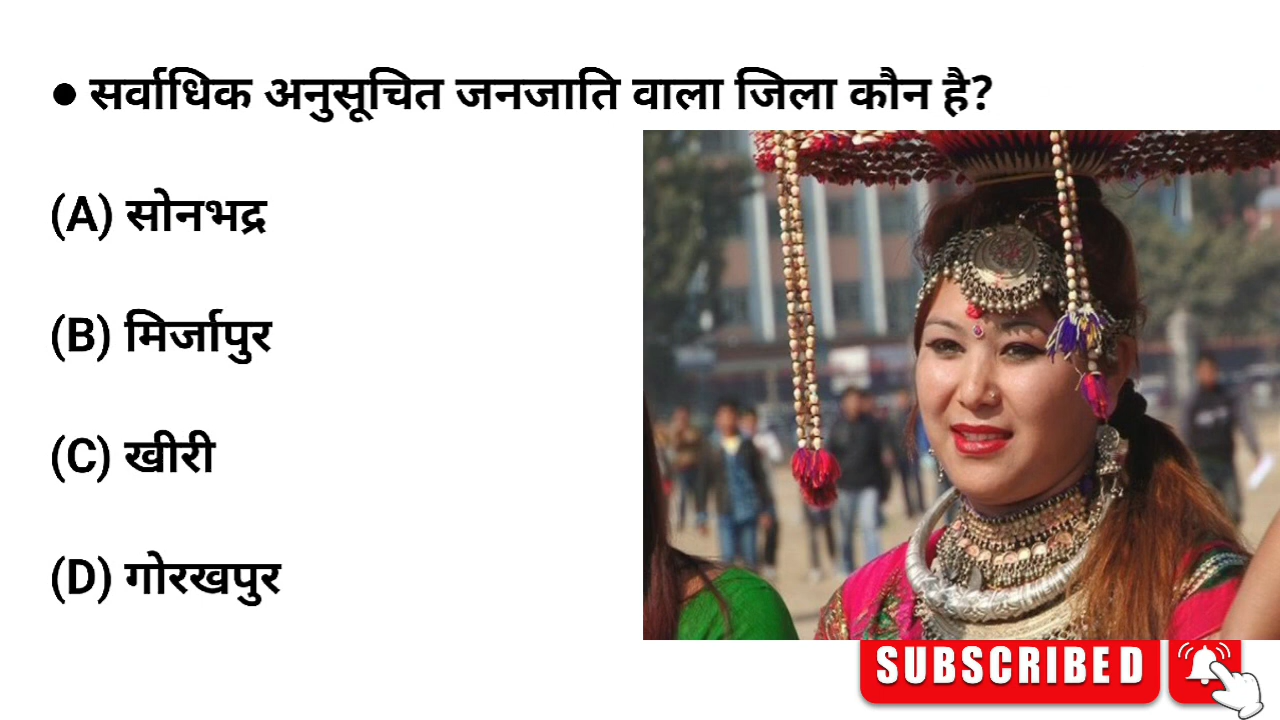 ● सर्वाधिक अनुसूचित जनजाति वाला जिला कौन है?
(A) सोनभद्र
(B) मिर्जापुर
(C) खीरी
(D) गोरखपुर
SUBSCRIBED